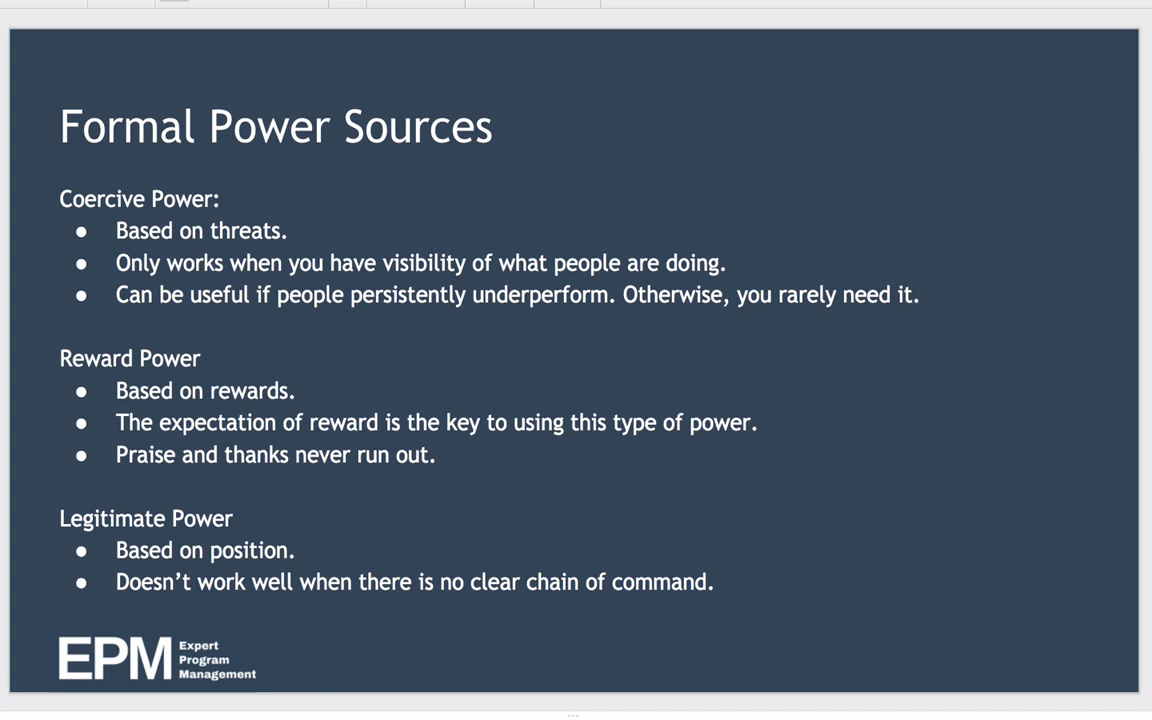 Formal Power Sources
Coercive Power:
● Based on threats.
● Only works when you have visibility of what people are doing.
● Can be useful if people persistently underperform. Otherwise, you rarely need it.
Reward Power
● Based on rewards.
● The expectation of reward is the key to using this type of power.
● Praise and thanks never run out.
Legitimate Power
● Based on position.
● Doesn’t work well when there is no clear chain of command.
EPM
Expert
Program
Management